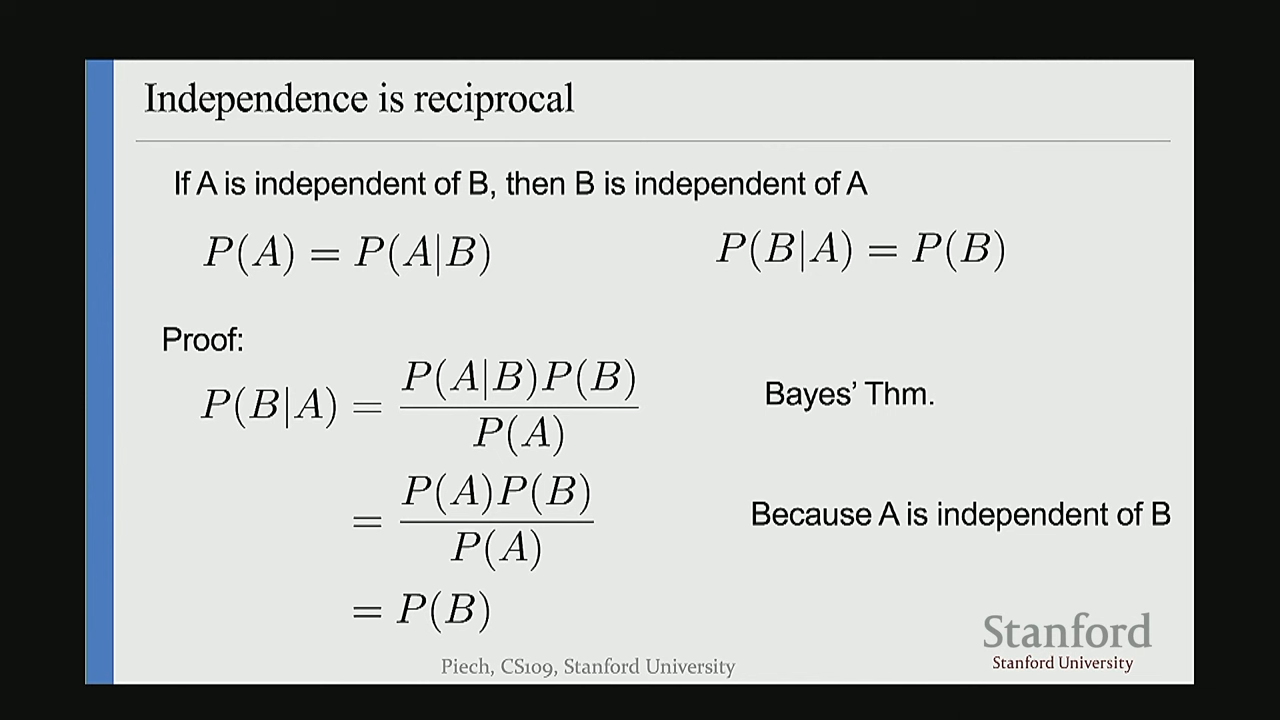 Independence is reciprocal
If A is independent of B, then B is independent of A
P(A) = P(A|B)
P(B|A) = P(B)
Proof:
P(B|A) = P(A|B)P(B) / P(A)
Bayes' Thm.
= P(A)P(B) / P(A)
Because A is independent of B
= P(B)
Piech, CS109, Stanford University
Stanford
Stanford University